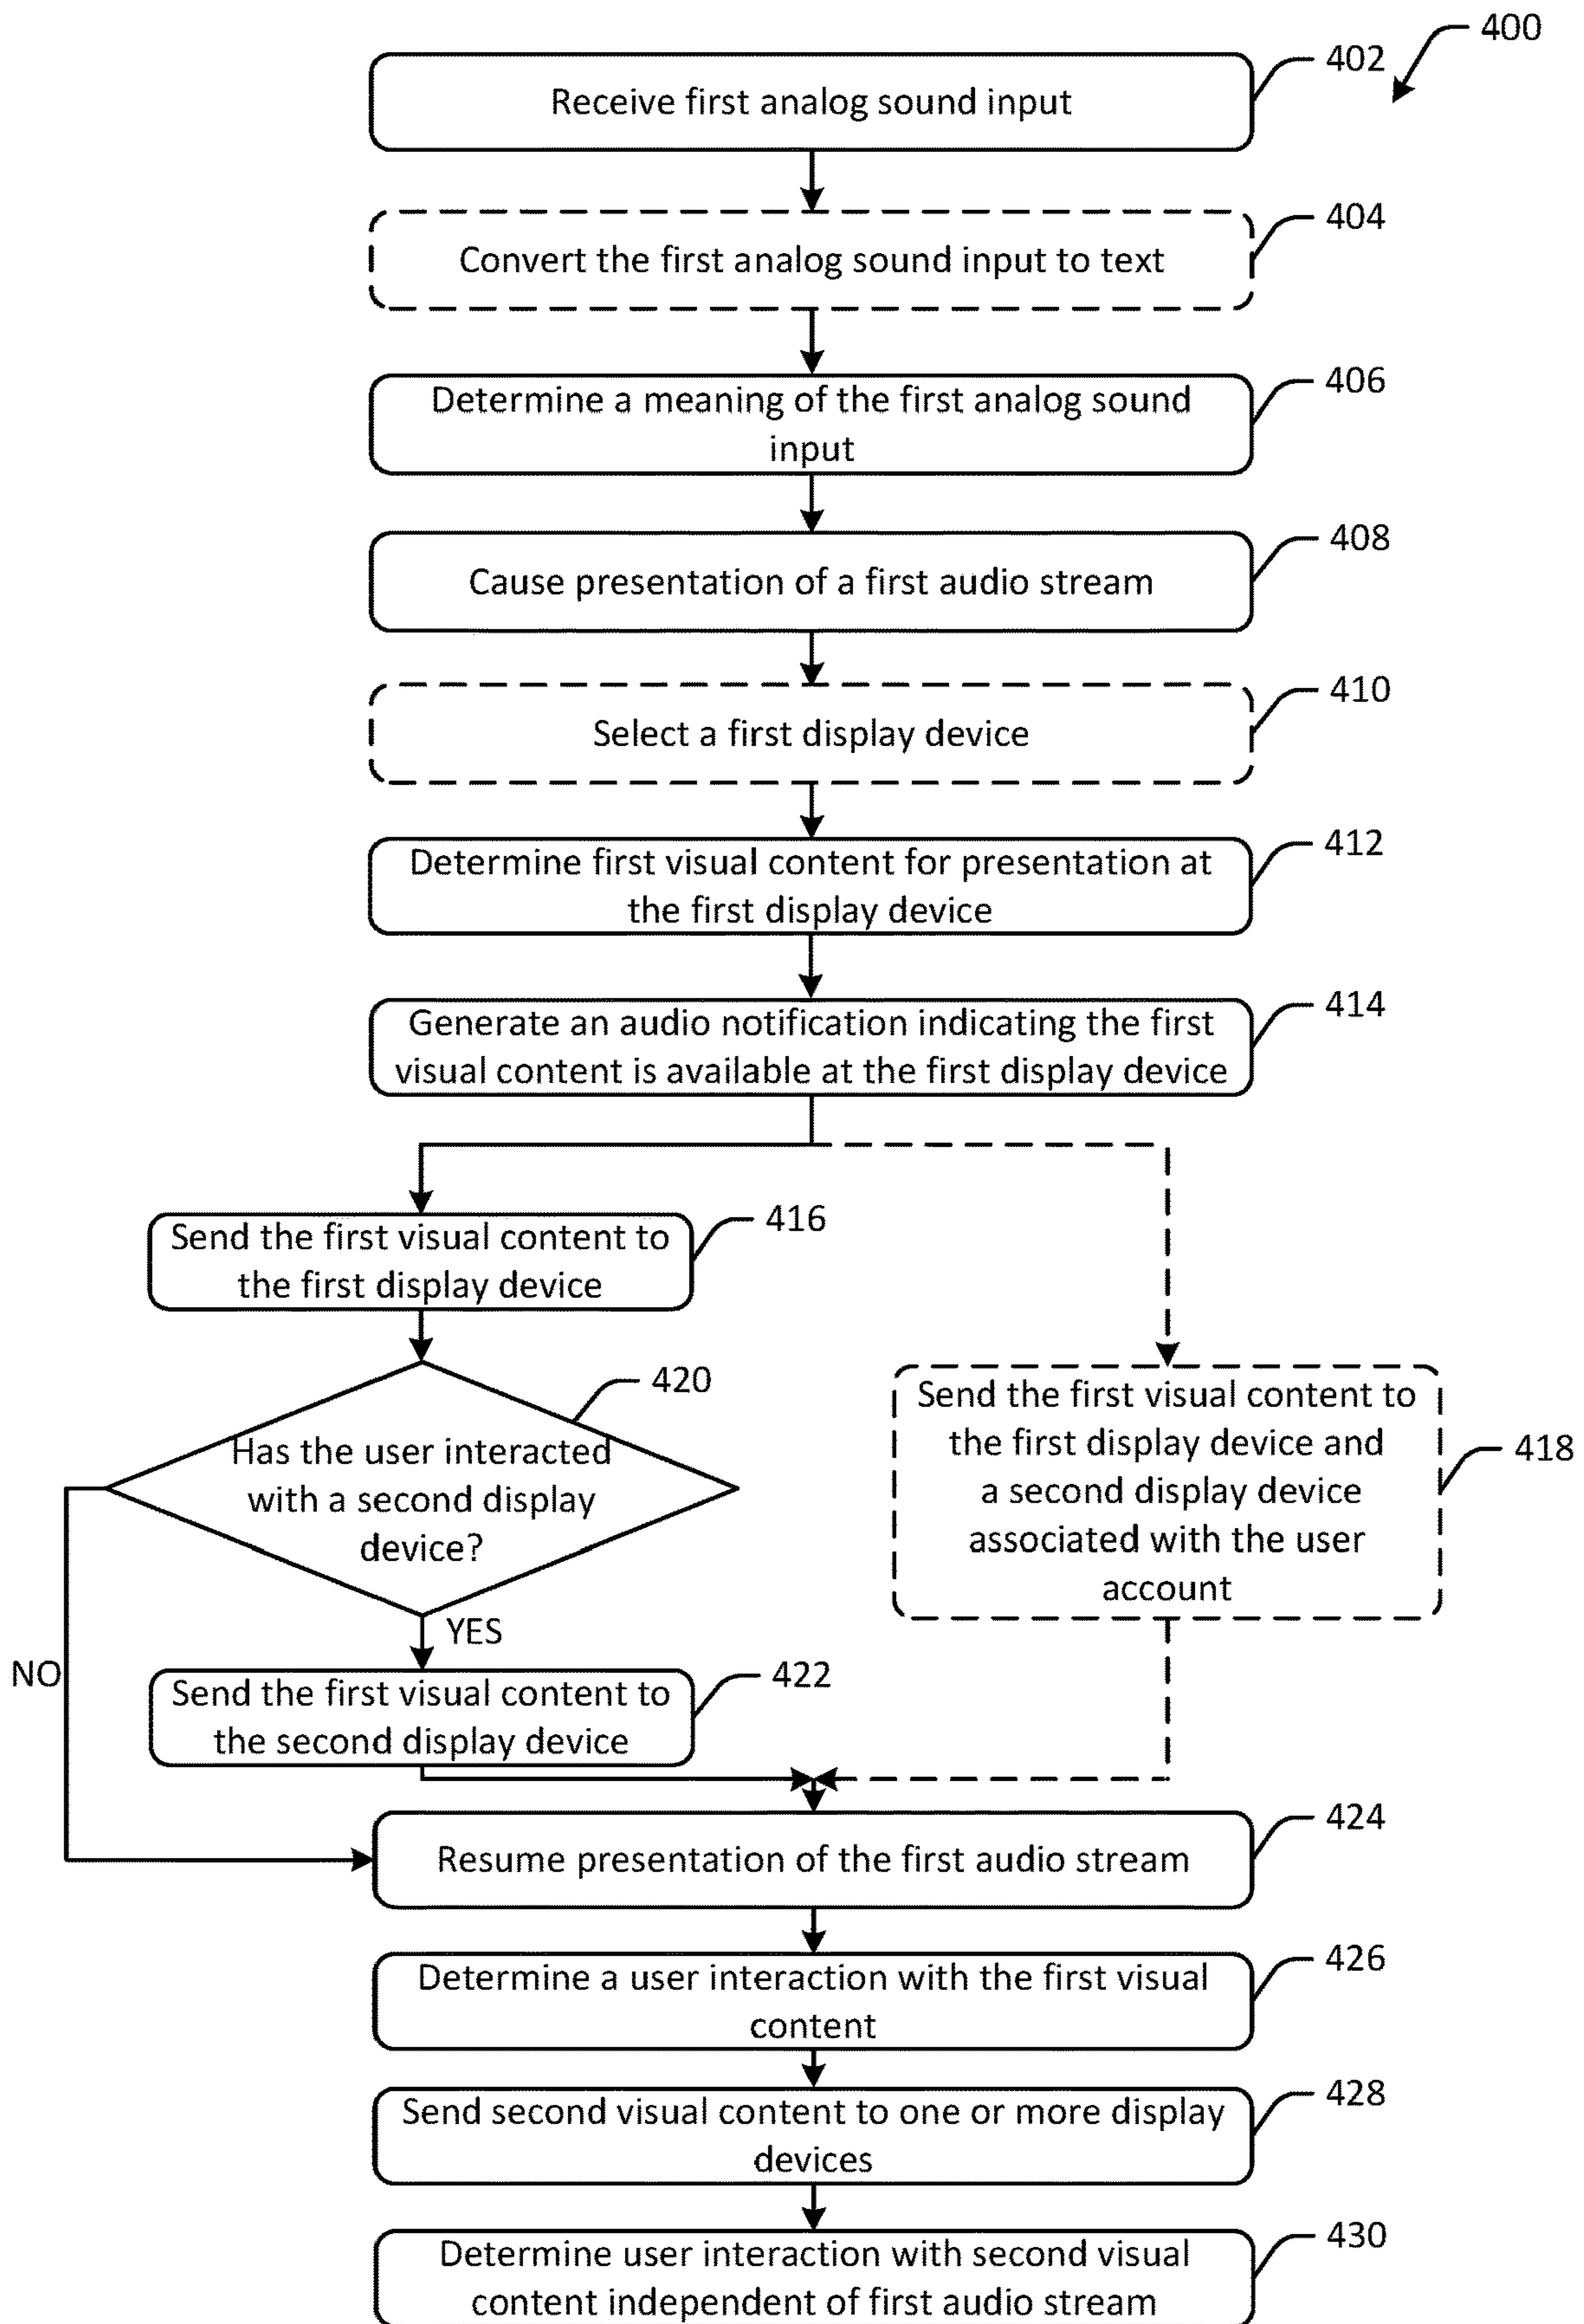 400
402
Receive first analog sound input
404
Convert the first analog sound input to text
406
Determine a meaning of the first analog sound
input
408
Cause presentation of a first audio stream
410
Select a first display device
412
Determine first visual content for presentation at
the first display device
414
Generate an audio notification indicating the first
visual content is available at the first display device
416
Send the first visual content to
the first display device
420
Has the user interacted
with a second display
device?
418
Send the first visual content to
the first display device and
a second display device
associated with the user
account
YES
NO
422
Send the first visual content to
the second display device
424
Resume presentation of the first audio stream
426
Determine a user interaction with the first visual
content
428
Send second visual content to one or more display
devices
430
Determine user interaction with second visual
content independent of first audio stream